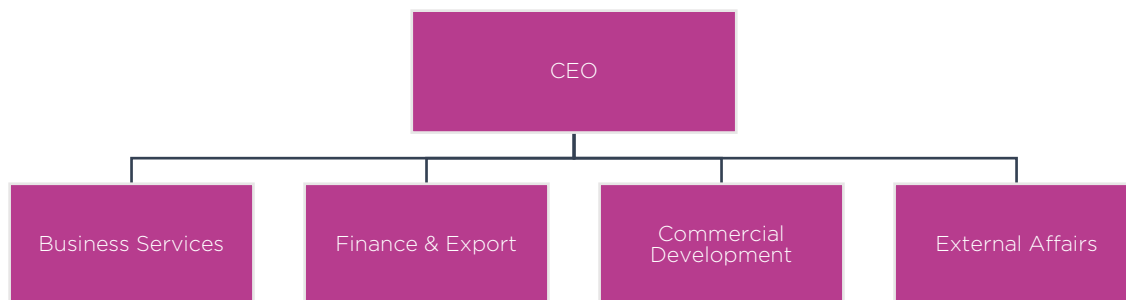 CEO
Business Services
Finance & Export
Commercial
Development
External Affairs